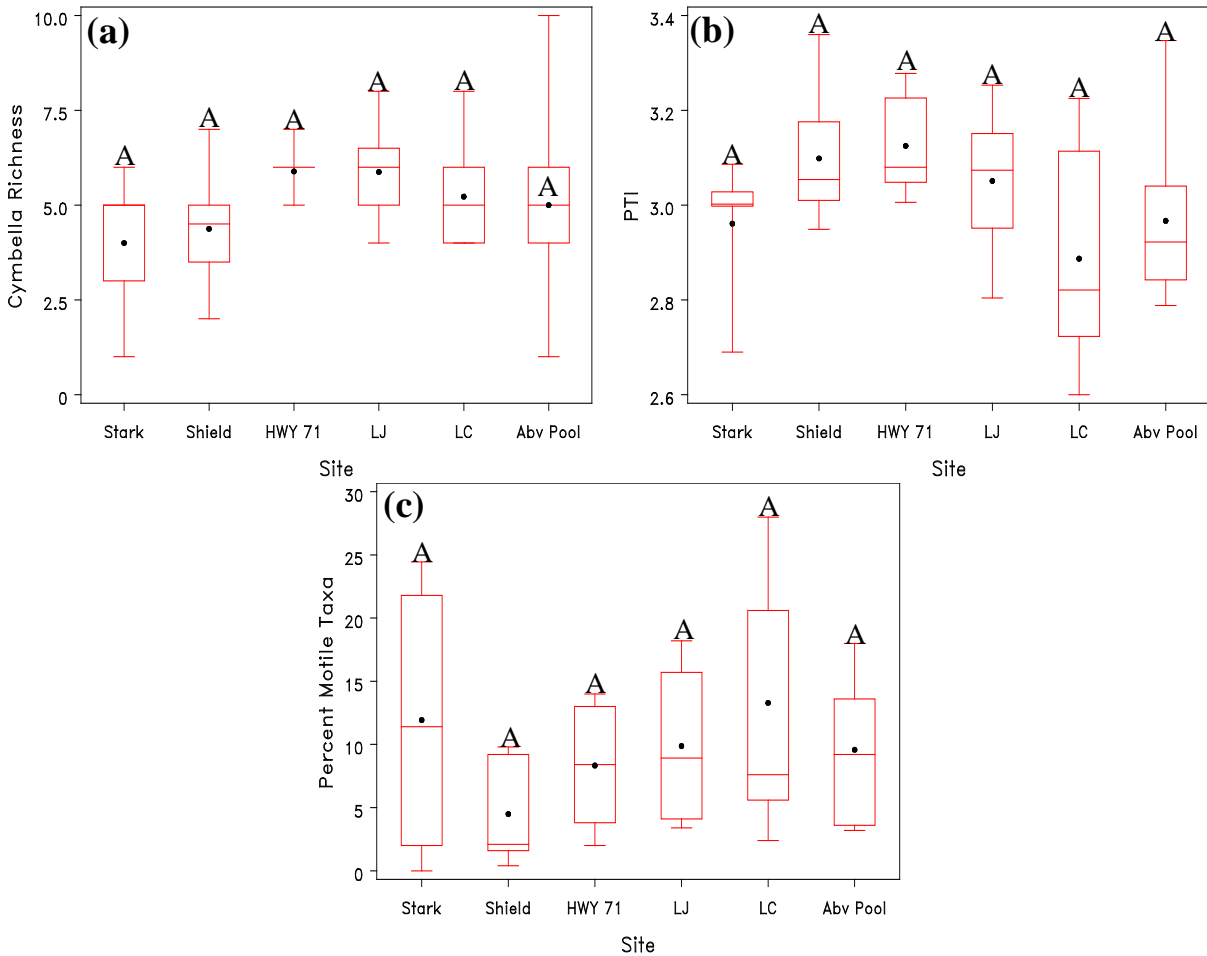 (a)
10.0
7.5
5.0
2.5
0
Cymbella Richness
A A A A A A
Stark Shield HWY 71 LJ LC Abv Pool
Site
(b)
3.4
3.2
3.0
2.8
2.6
PTI
A A A A A A
Stark Shield HWY 71 LJ LC Abv Pool
Site
(c)
30
25
20
15
10
5
0
Percent Motile Taxa
A A A A A A
Stark Shield HWY 71 LJ LC Abv Pool
Site